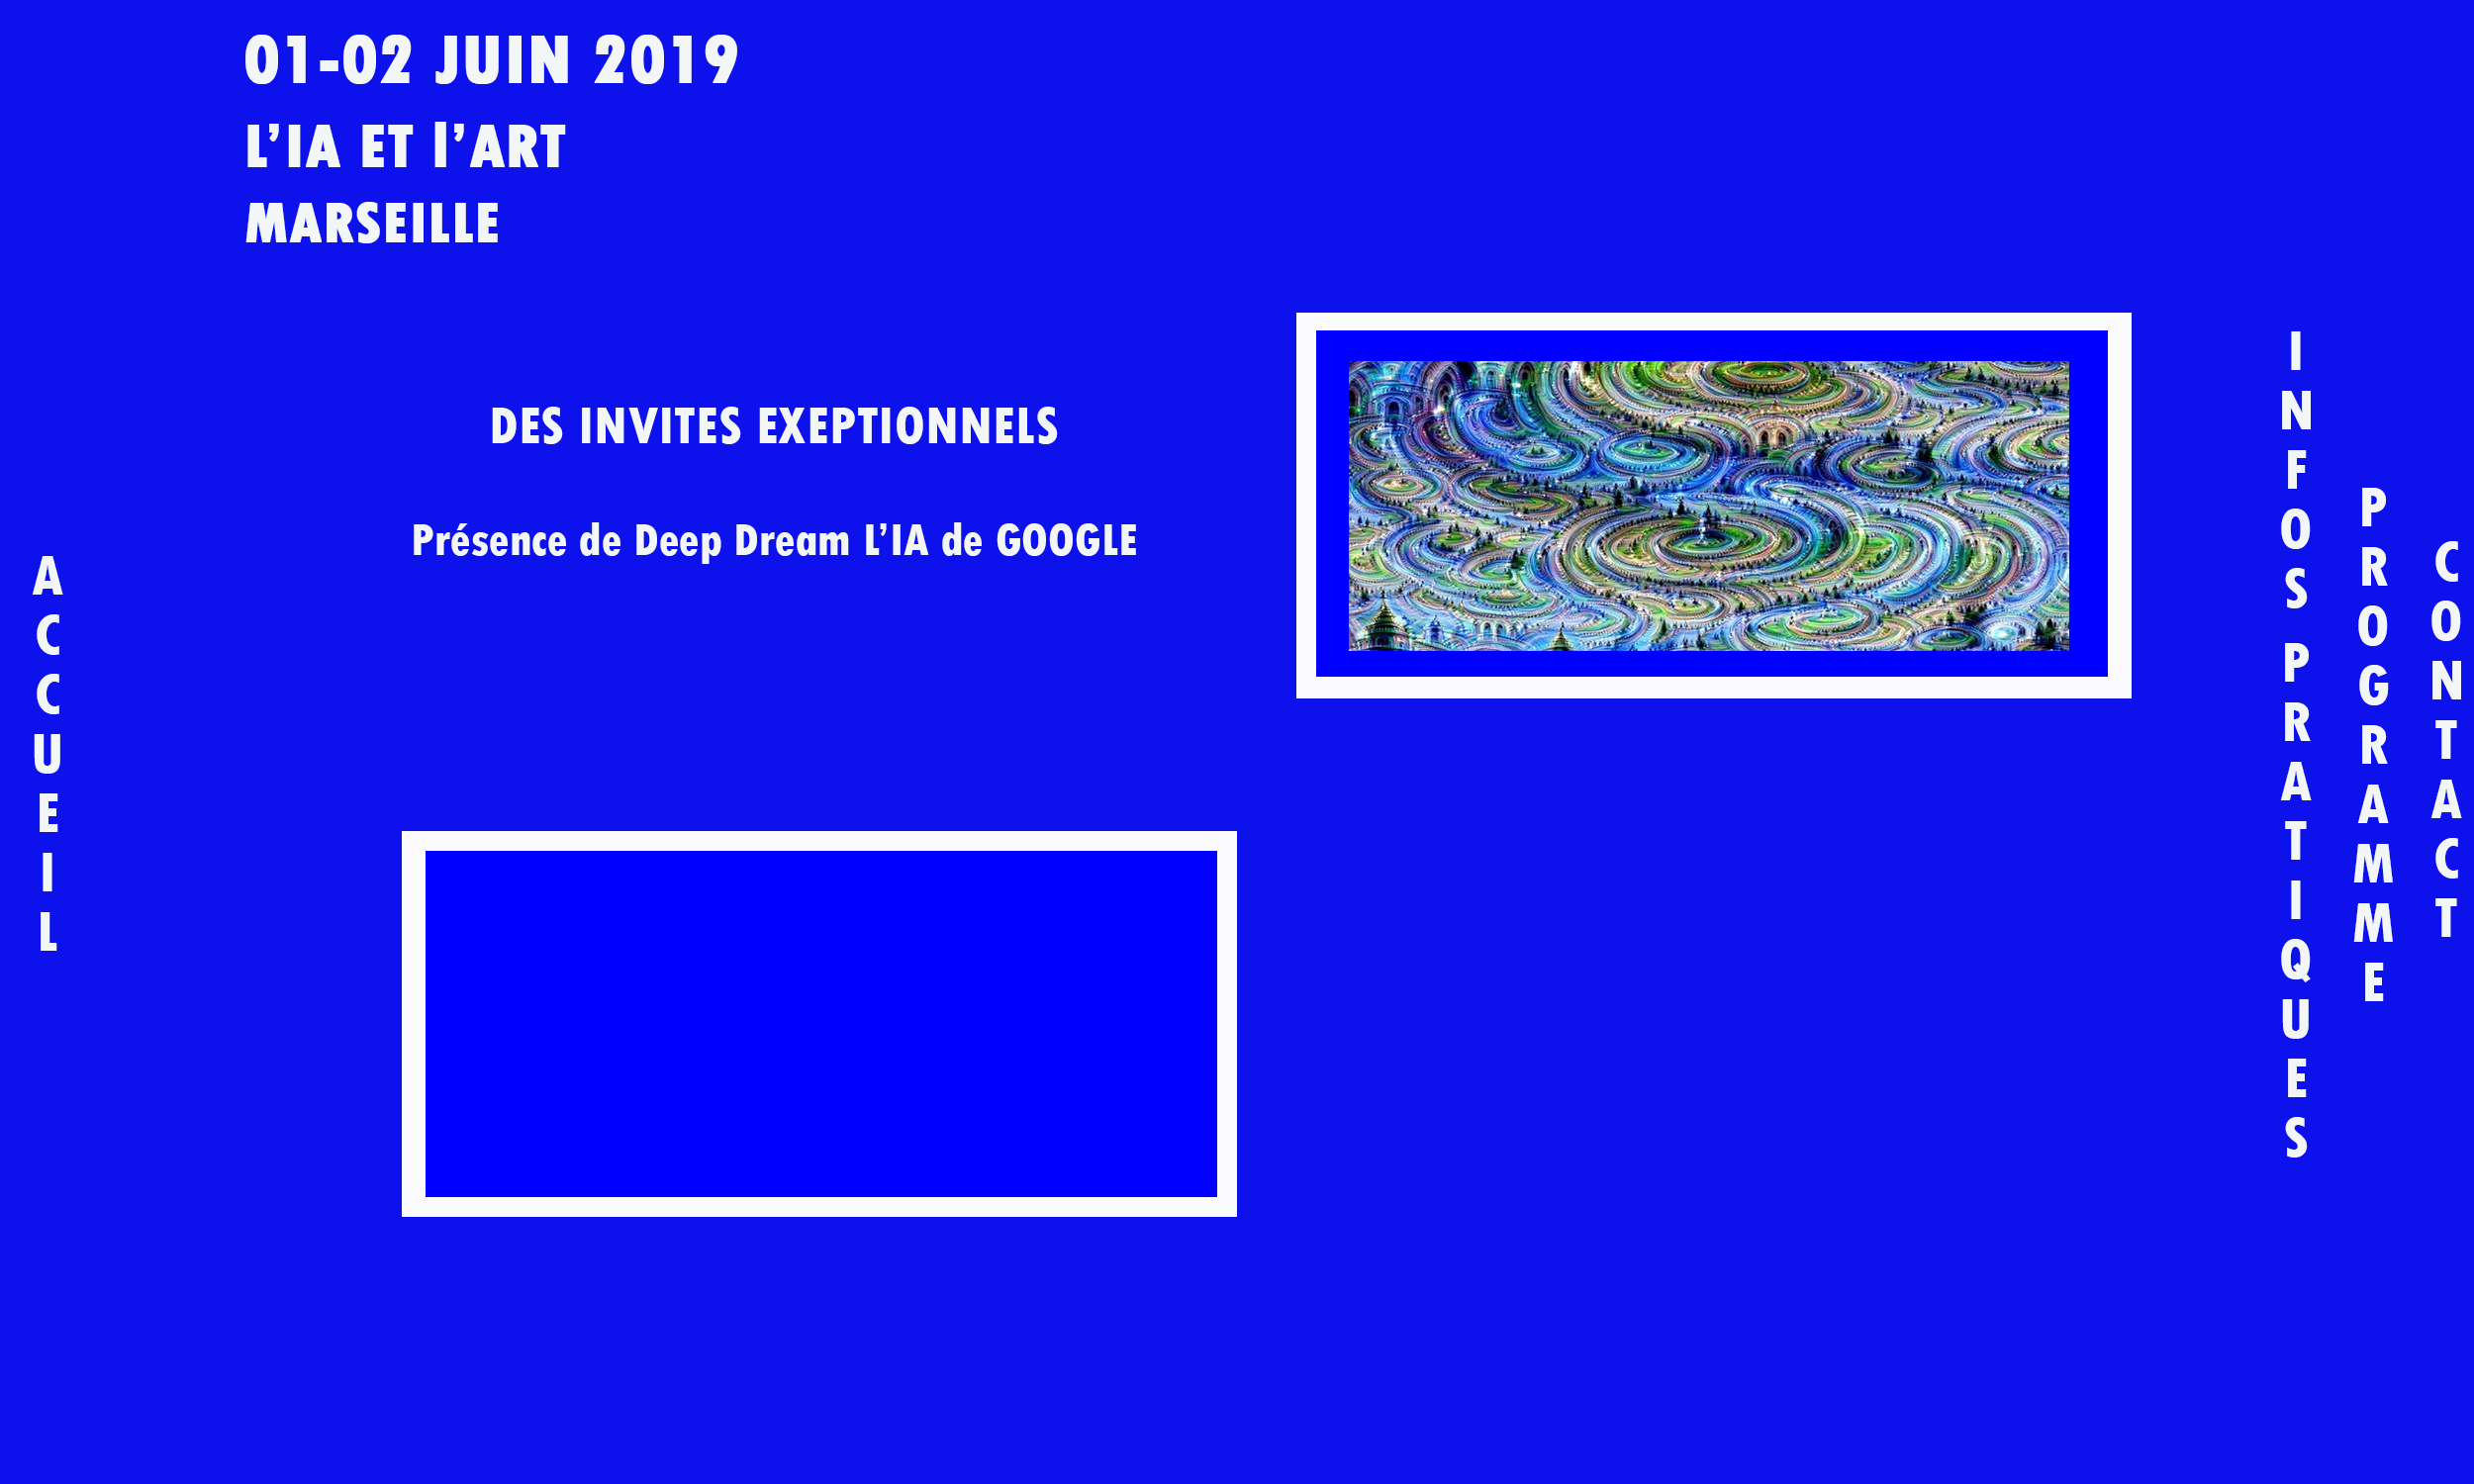 01-02 JUIN 2019
L’IA ET l’ART
MARSEILLE
DES INVITES EXEPTIONNELS
Présence de Deep Dream L’IA de GOOGLE
ACCUEIL
INFOS PRATIQUES
PROGRAMME
CONTACT